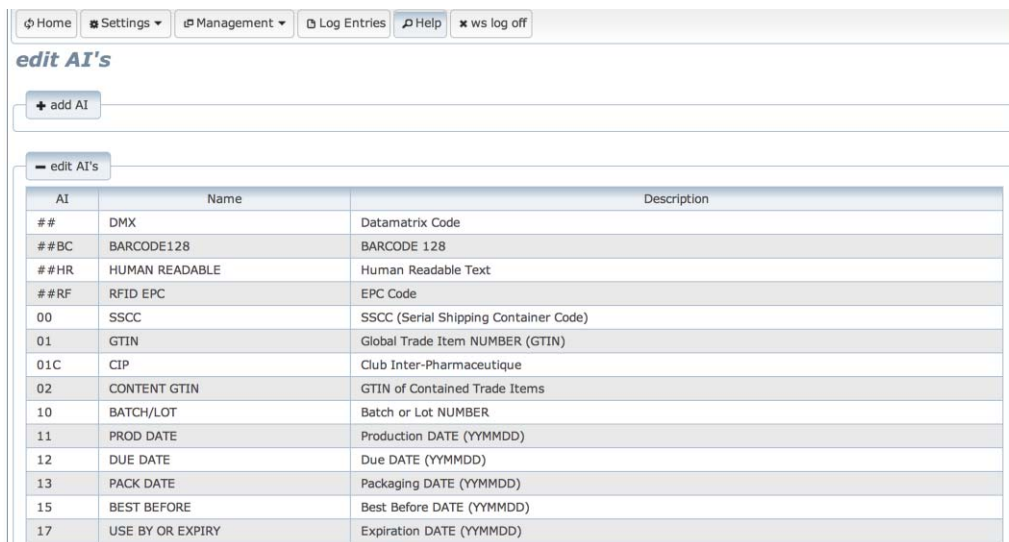 Home Settings Management Log Entries Help ws log off
edit AI's
add AI
edit AI's
AI Name Description
## DMX Datamatrix Code
##BC BARCODE128 BARCODE 128
##HR HUMAN READABLE Human Readable Text
##RF RFID EPC EPC Code
00 SSCC SSCC (Serial Shipping Container Code)
01 GTIN Global Trade Item NUMBER (GTIN)
01C CIP Club Inter-Pharmaceutique
02 CONTENT GTIN GTIN of Contained Trade Items
10 BATCH/LOT Batch or Lot NUMBER
11 PROD DATE Production DATE (YYMMDD)
12 DUE DATE Due DATE (YYMMDD)
13 PACK DATE Packaging DATE (YYMMDD)
15 BEST BEFORE Best Before DATE (YYMMDD)
17 USE BY OR EXPIRY Expiration DATE (YYMMDD)